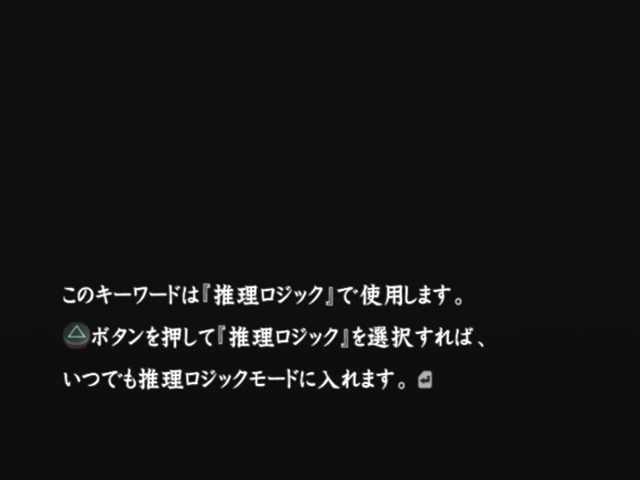 このキーワードは『推理ロジック』で使用します。
△ボタンを押して『推理ロジック』を選択すれば、
いつでも推理ロジックモードに入れます。